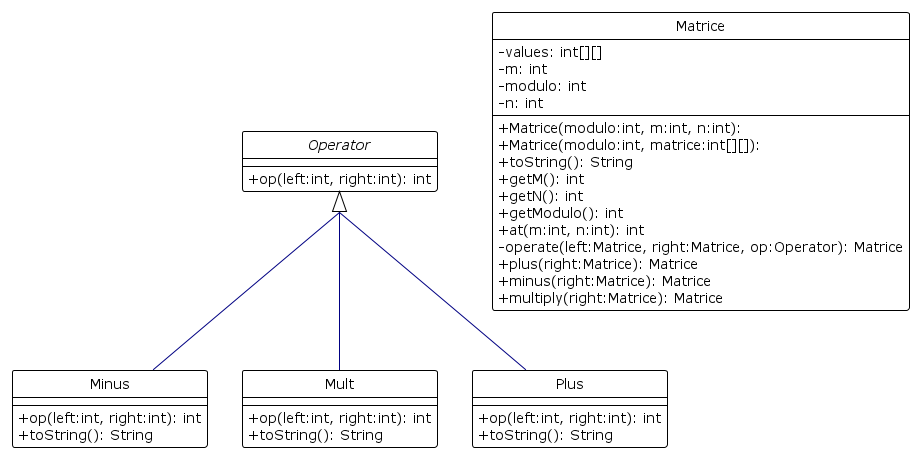 Matrice
-values: int[][]
-m: int
-modulo: int
-n: int
+Matrice(modulo:int, m:int, n:int):
+Matrice(modulo:int, matrice:int[][]):
+toString(): String
+getM(): int
+getN(): int
+getModulo(): int
+at(m:int, n:int): int
-operate(left:Matrice, right:Matrice, op:Operator): Matrice
+plus(right:Matrice): Matrice
+minus(right:Matrice): Matrice
+multiply(right:Matrice): Matrice
Operator
+op(left:int, right:int): int
Minus
+op(left:int, right:int): int
+toString(): String
Mult
+op(left:int, right:int): int
+toString(): String
Plus
+op(left:int, right:int): int
+toString(): String